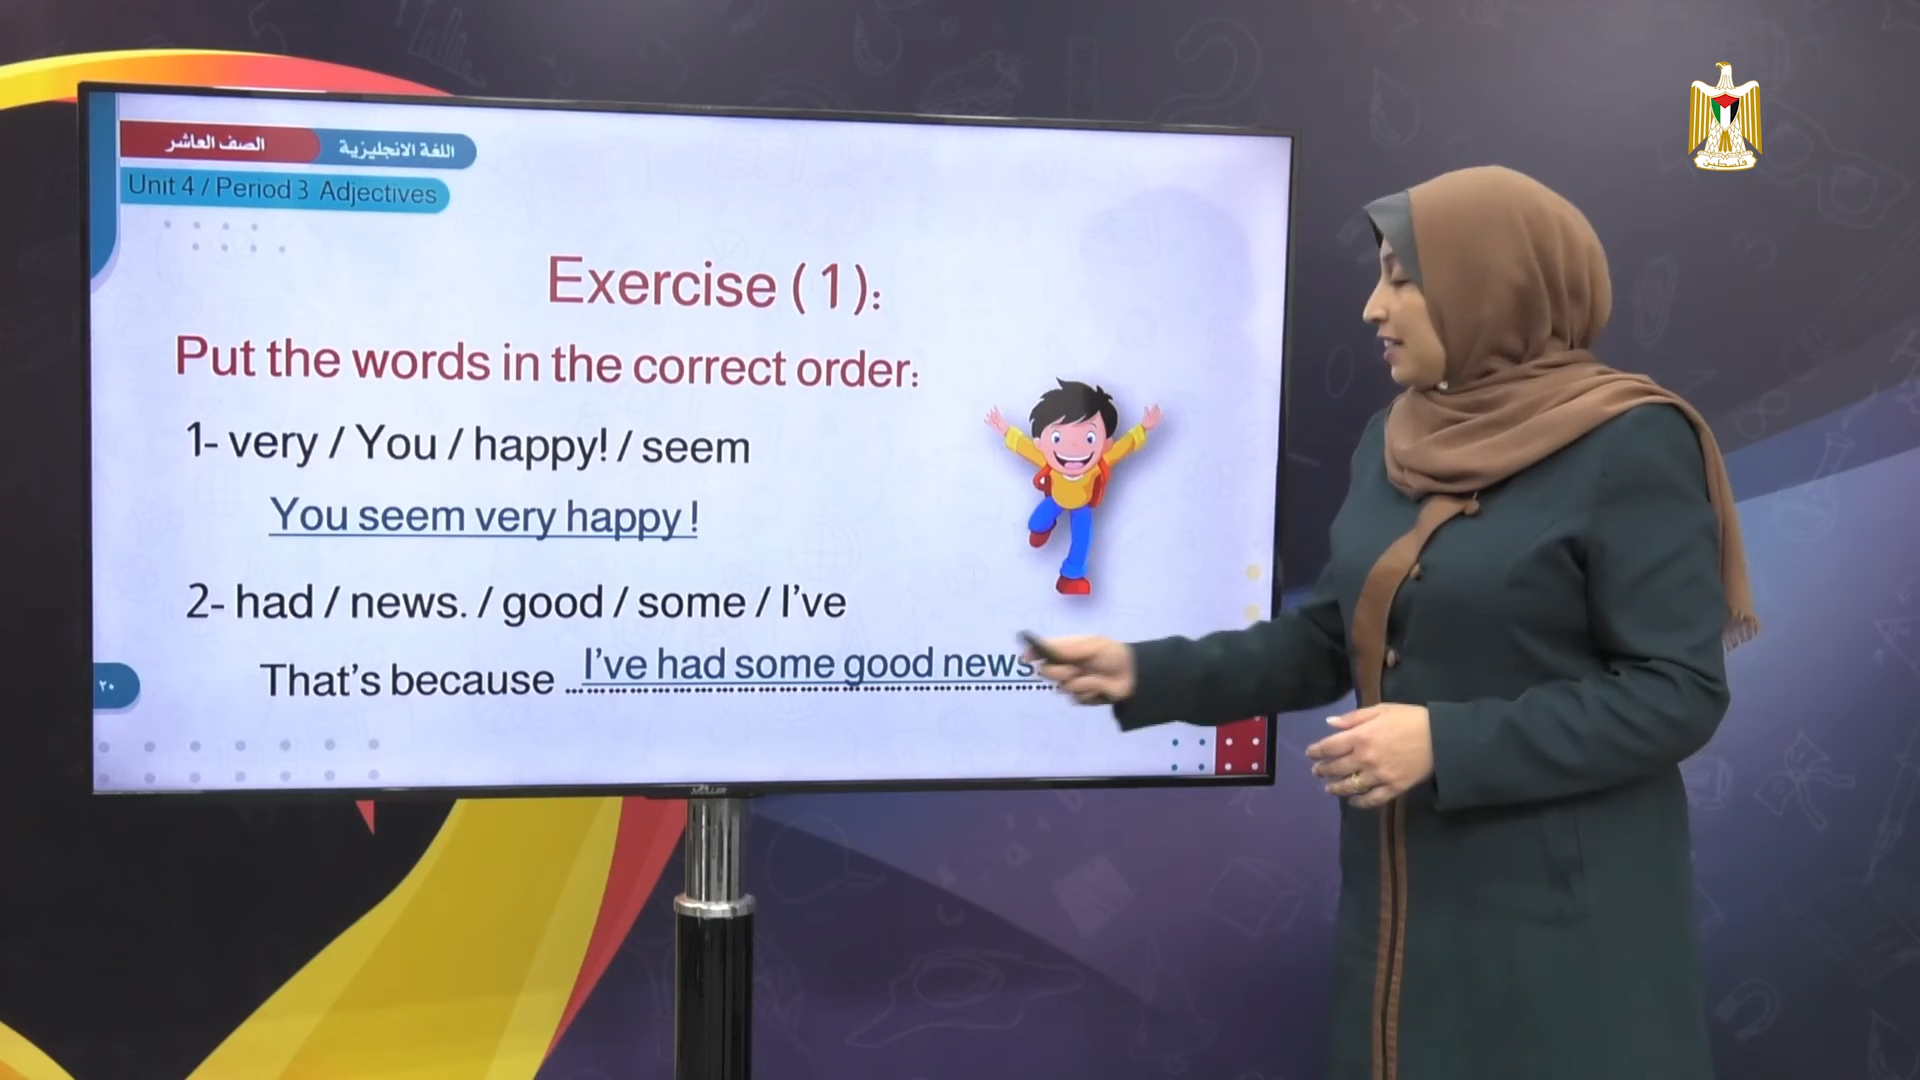 الصف العاشر
اللغة الانجليزية
Unit 4 / Period 3 Adjectives
Exercise ( 1 ):
Put the words in the correct order:
1- very / You / happy! / seem
You seem very happy !
2- had / news. / good / some / I've
That's because I've had some good news.
٢٠
فلسطين